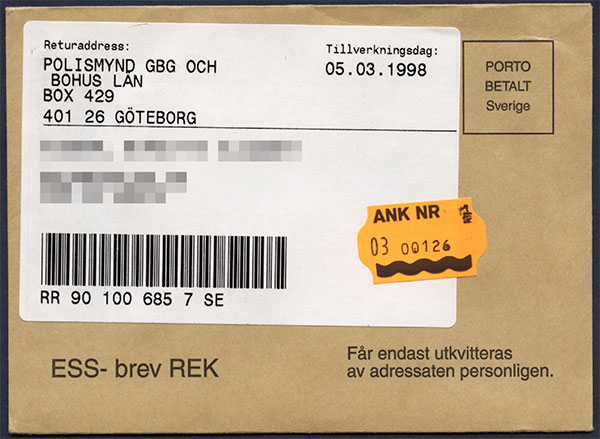 Returaddress:
POLISMYND GBG OCH
BOHUS LÄN
BOX 429
401 26 GÖTEBORG
Tillverkningsdag:
05.03.1998
PORTO
BETALT
Sverige
ANK NR
03 00126
RR 90 100 685 7 SE
ESS- brev REK
Får endast utkvitteras
av adressaten personligen.